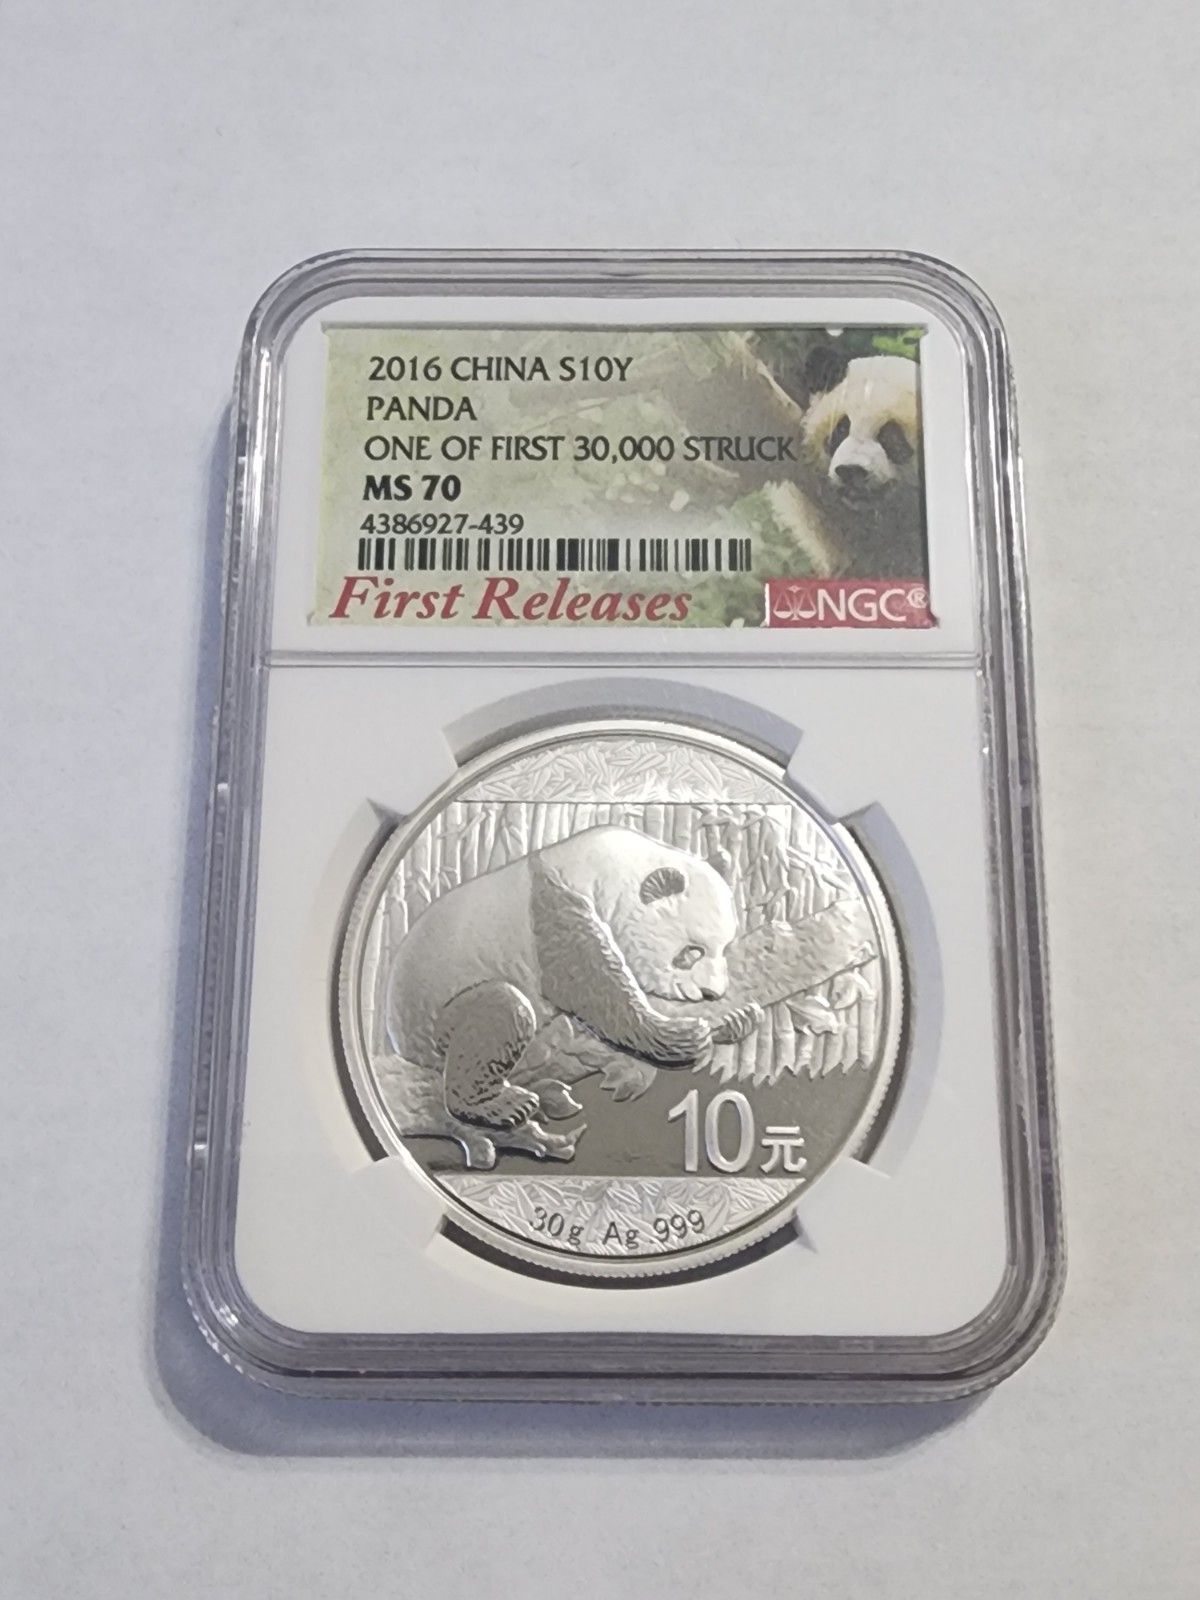 2016 CHINA S10Y
PANDA
ONE OF FIRST 30,000 STRUCK
MS 70
4386927-439
First Releases
NGC®
10元
30g Ag 999